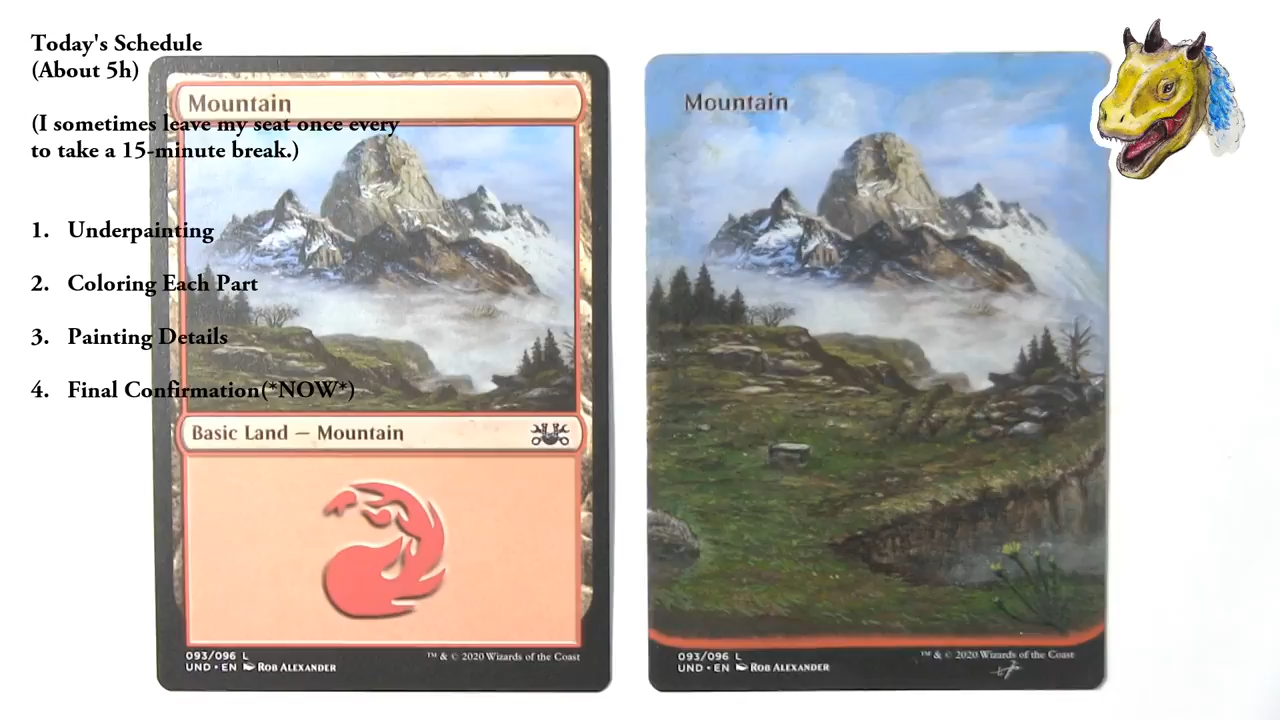 Today's Schedule
(About 5h)
(I sometimes leave my seat once every
to take a 15-minute break.)
1. Underpainting
2. Coloring Each Part
3. Painting Details
4. Final Confirmation(*NOW*)
Mountain
Basic Land — Mountain
093/096 L
UND • EN Rob Alexander
™ & © 2020 Wizards of the Coast
Mountain
093/096 L
UND • EN Rob Alexander
™ & © 2020 Wizards of the Coast